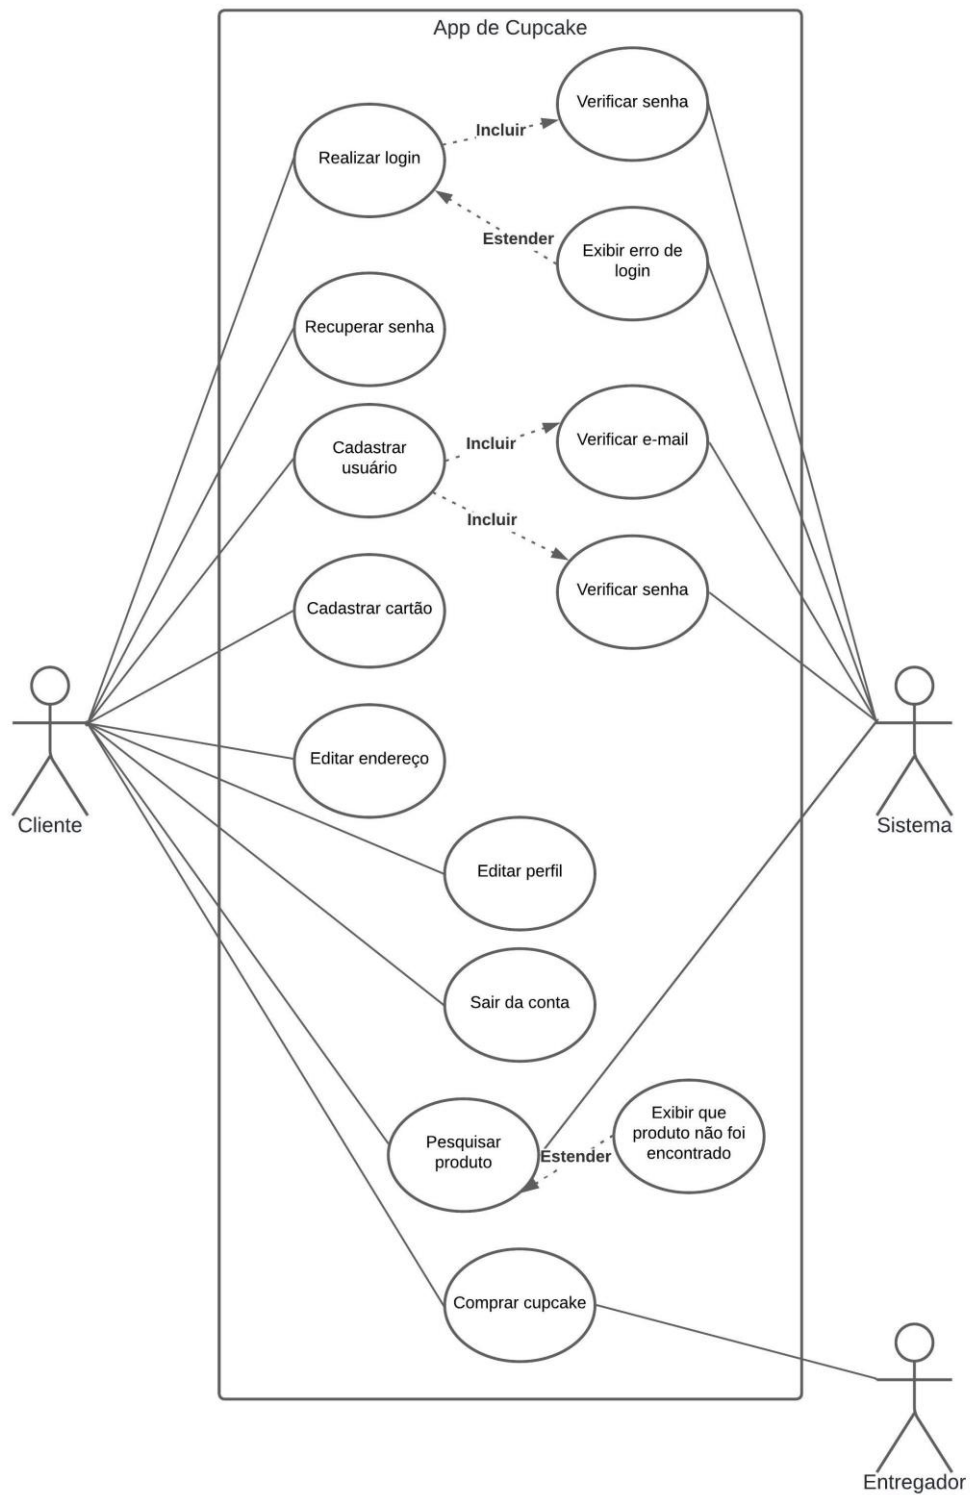 App de Cupcake
Verificar senha
Incluir
Realizar login
Estender
Exibir erro de
login
Recuperar senha
Cadastrar
usuário
Incluir
Verificar e-mail
Incluir
Verificar senha
Cadastrar cartão
Editar endereço
Cliente
Sistema
Editar perfil
Sair da conta
Pesquisar
produto
Estender
Exibir que
produto não foi
encontrado
Comprar cupcake
Entregador